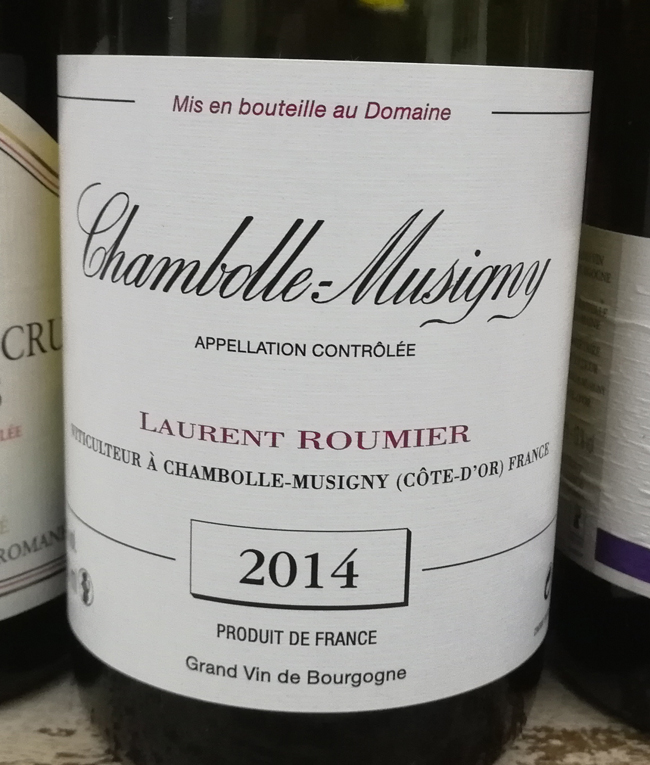 Mis en bouteille au Domaine
Chambolle-Musigny
APPELLATION CONTRÔLÉE
LAURENT ROUMIER
VITICULTEUR À CHAMBOLLE-MUSIGNY (CÔTE-D'OR) FRANCE
2014
PRODUIT DE FRANCE
Grand Vin de Bourgogne
CRU